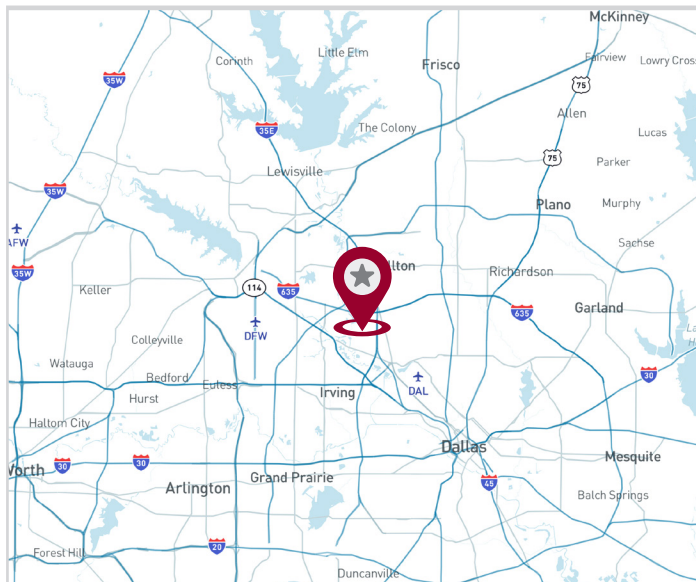 McKinney
Little Elm
Fairview
Corinth
Lowry Cross
Frisco
35W
75
Allen
35E
The Colony
Lucas
75
Parker
Lewisville
35W
Plano
Murphy
AFW
Sachse
lton
35W
Richardson
114
635
Keller
635
Garland
DFW
Colleyville
Watauga
Bedford
30
Euless
DAL
Irving
Hurst
Haltom City
Dallas
Mesquite
30
30
Worth
Grand Prairie
45
Arlington
Balch Springs
20
Forest Hill
Duncanville